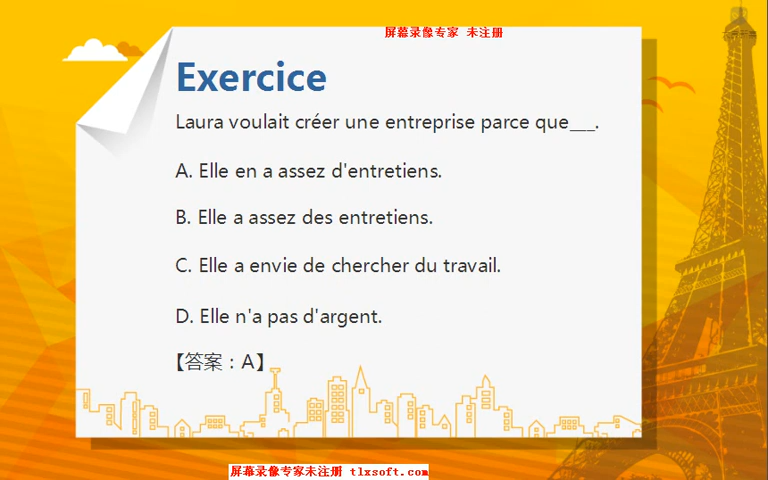 屏幕录像专家 未注册
Exercice
Laura voulait créer une entreprise parce que___.
A. Elle en a assez d'entretiens.
B. Elle a assez des entretiens.
C. Elle a envie de chercher du travail.
D. Elle n'a pas d'argent.
【答案：A】
屏幕录像专家未注册 tlxsoft.com